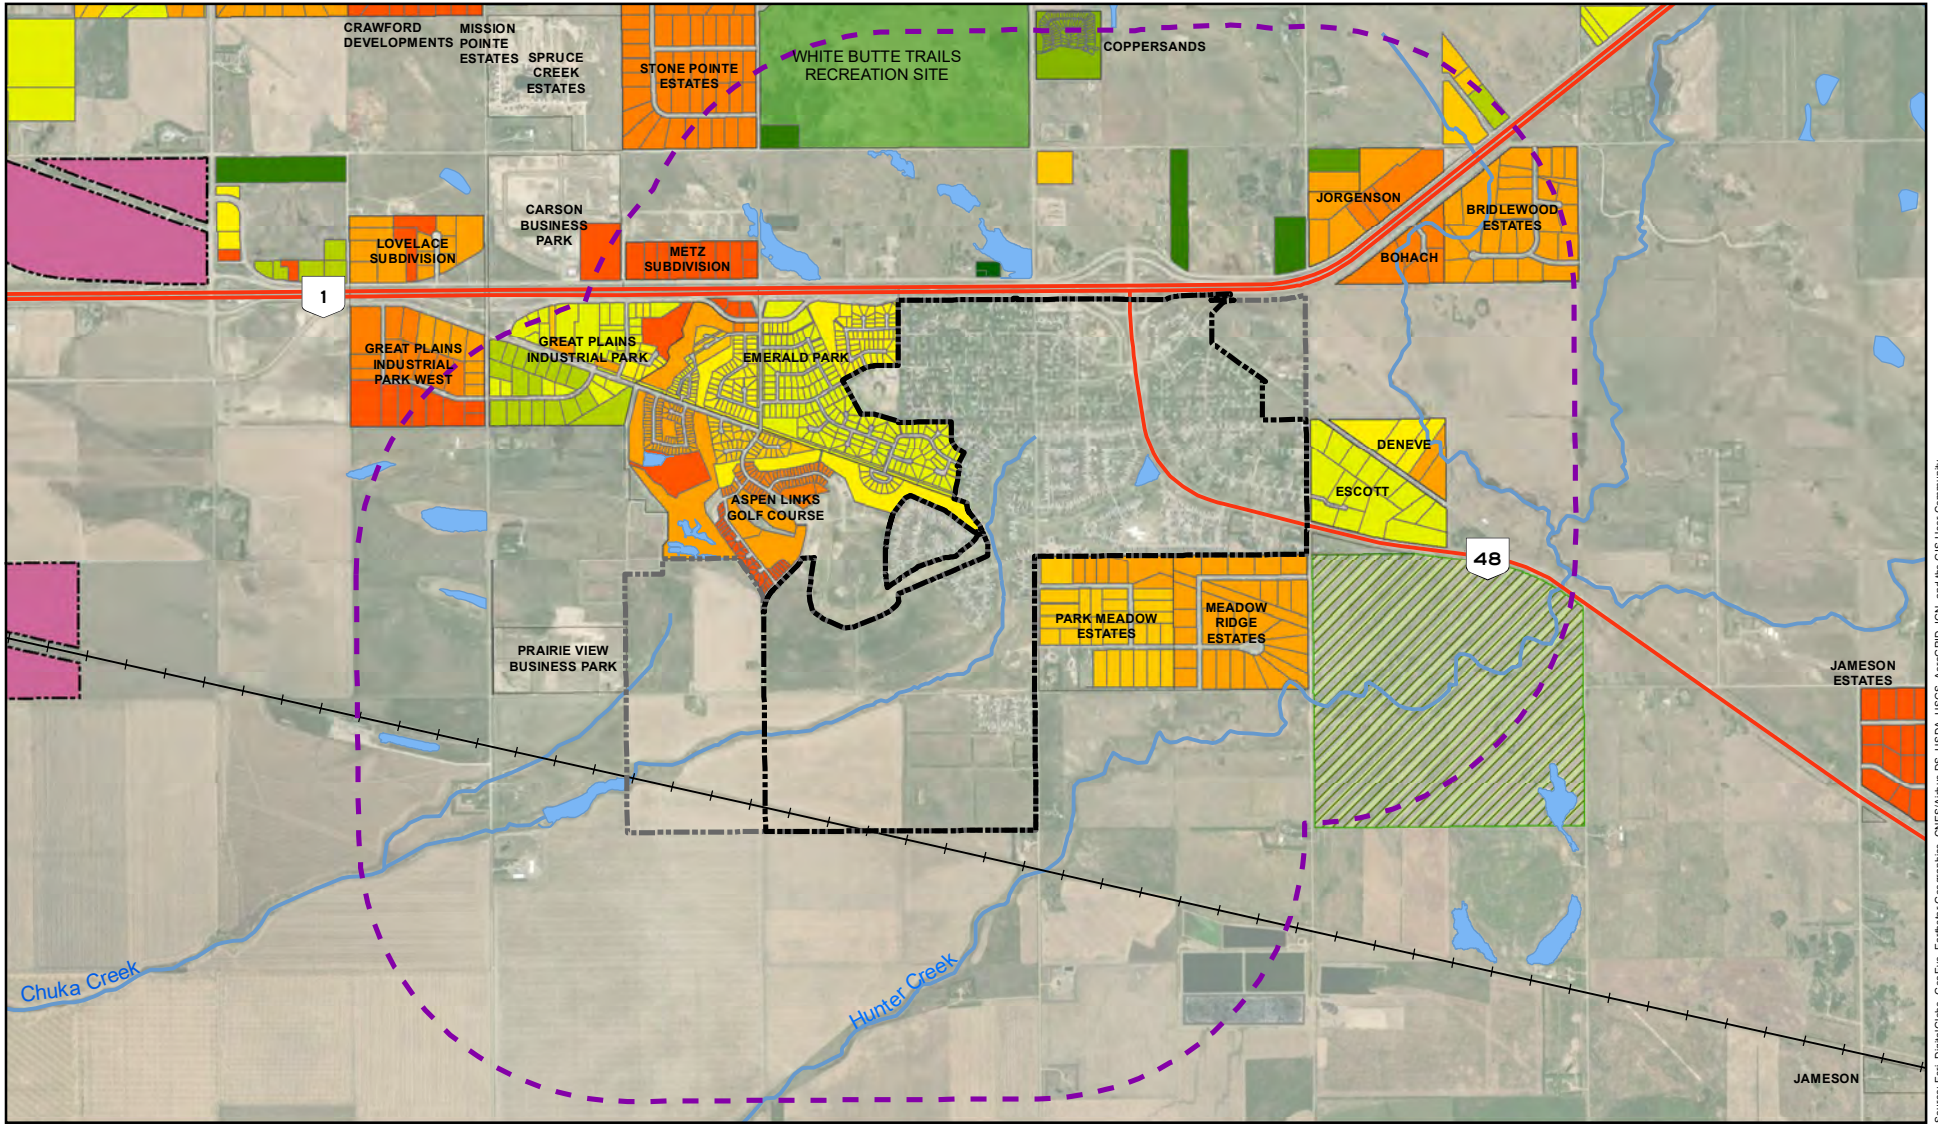 CRAWFORD
DEVELOPMENTS
MISSION
POINTE
ESTATES
SPRUCE
CREEK
ESTATES
STONE POINTE
ESTATES
WHITE BUTTE TRAILS
RECREATION SITE
COPPERSANDS
CARSON
BUSINESS
PARK
LOVELACE
SUBDIVISION
METZ
SUBDIVISION
JORGENSON
BRIDLEWOOD
ESTATES
BOHACH
1
GREAT PLAINS
INDUSTRIAL
PARK WEST
GREAT PLAINS
INDUSTRIAL PARK
EMERALD PARK
DENEVE
ESCOTT
ASPEN LINKS
GOLF COURSE
48
PARK MEADOW
ESTATES
MEADOW
RIDGE
ESTATES
PRAIRIE VIEW
BUSINESS PARK
JAMESON
ESTATES
Chuka Creek
Hunter Creek
JAMESON